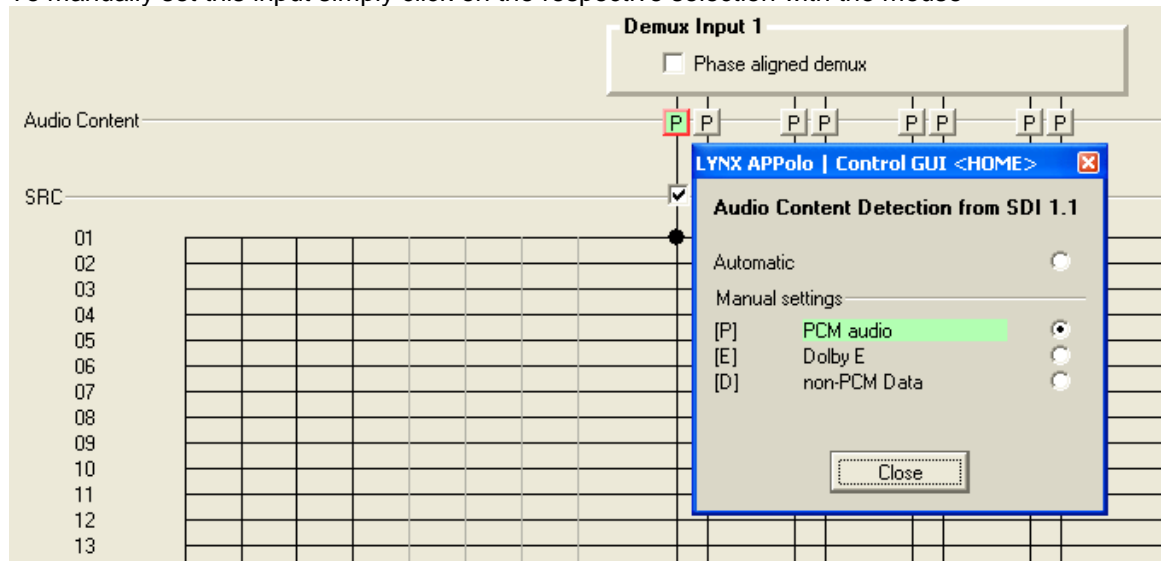 To manually set this input simply click on the respective selection with the mouse
Demux Input 1
Phase aligned demux
Audio Content
P P P P P P P P
SRC
LYNX APPolo | Control GUI <HOME>
Audio Content Detection from SDI 1.1
Automatic
Manual settings
[P] PCM audio
[E] Dolby E
[D] non-PCM Data
Close
01
02
03
04
05
06
07
08
09
10
11
12
13